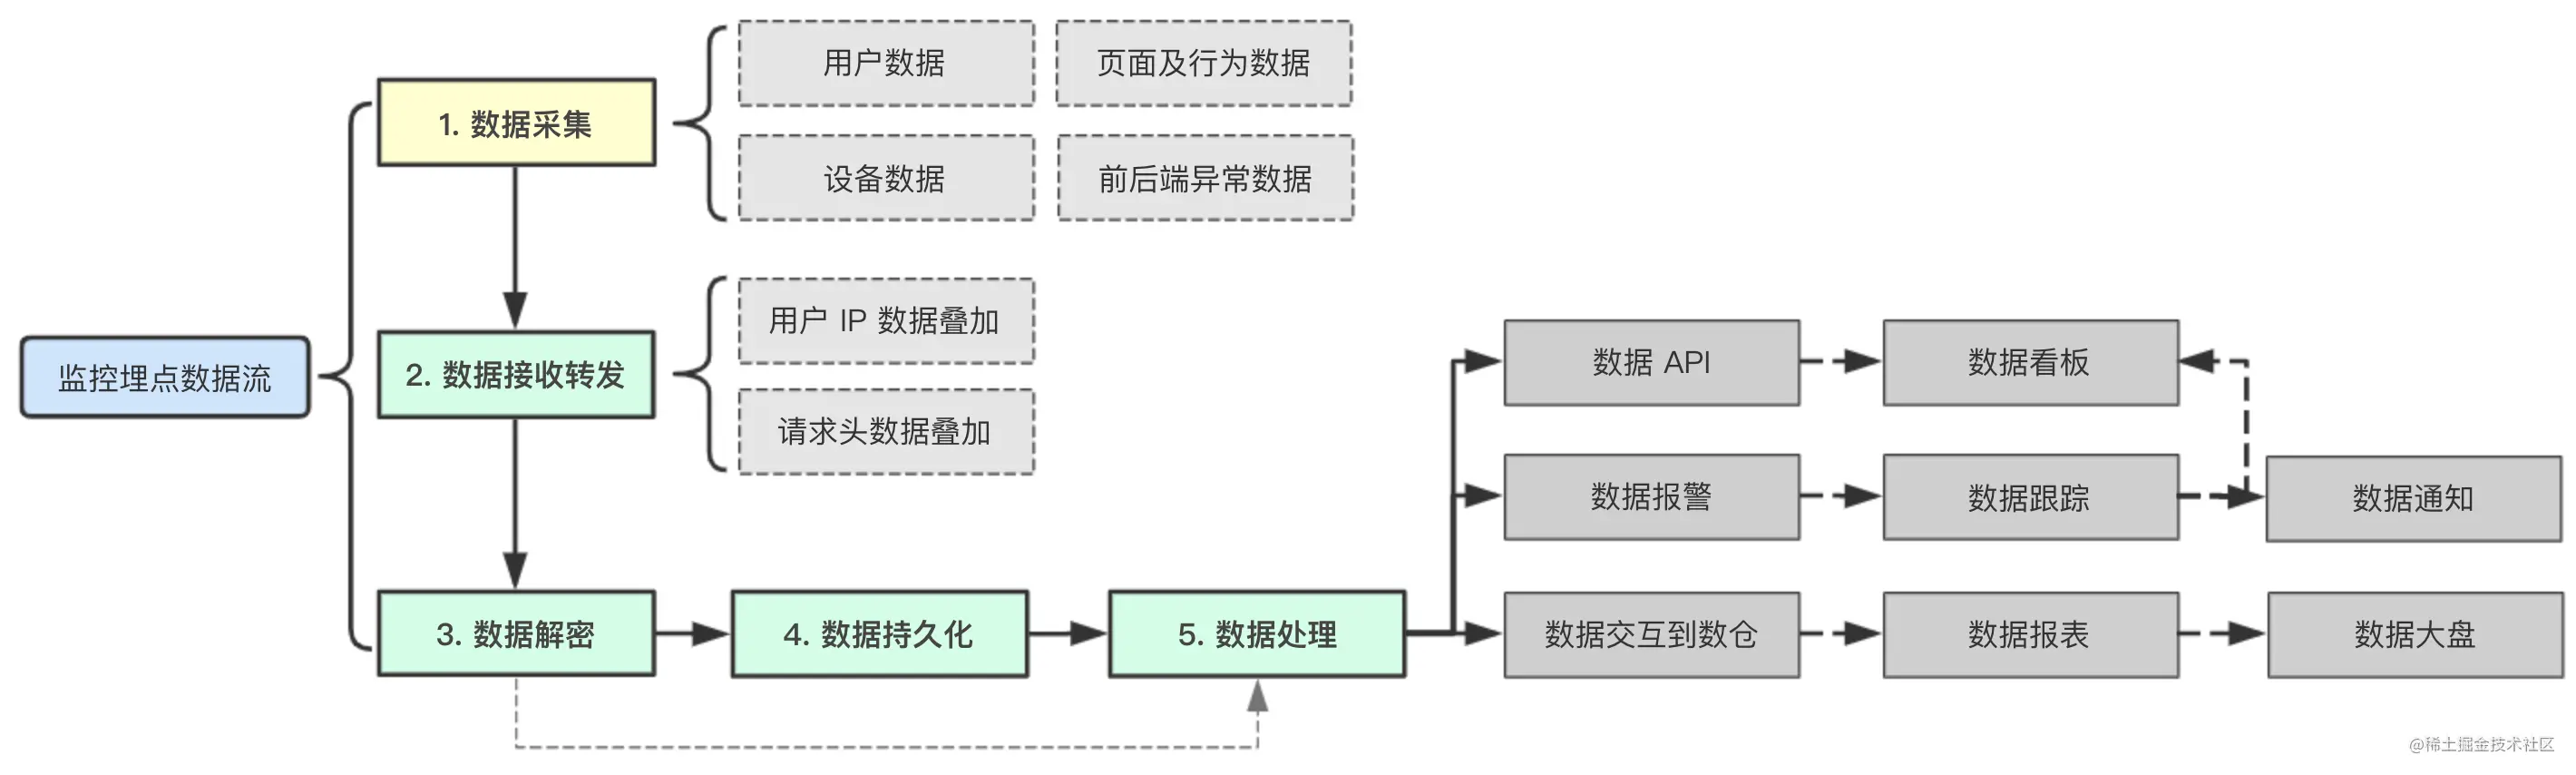 监控埋点数据流
1. 数据采集
用户数据
页面及行为数据
设备数据
前后端异常数据
2. 数据接收转发
用户 IP 数据叠加
请求头数据叠加
3. 数据解密
4. 数据持久化
5. 数据处理
数据 API
数据看板
数据报警
数据跟踪
数据通知
数据交互到数仓
数据报表
数据大盘
@稀土掘金技术社区